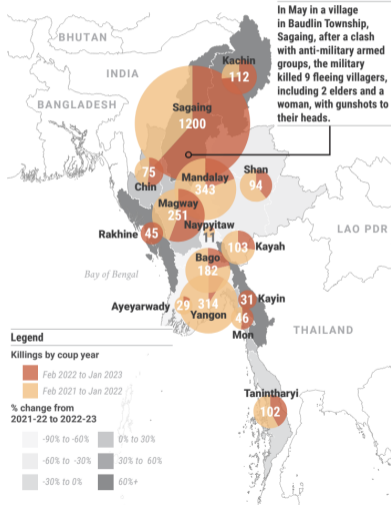 In May in a village
in Baudlin Township,
Sagaing, after a clash
with anti-military armed
groups, the military
killed 9 fleeing villagers,
including 2 elders and a
woman, with gunshots to
their heads.
BHUTAN
Kachin
112
INDIA
Sagaing
1200
BANGLADESH
75
Chin
Mandalay
343
Shan
94
Magway
251
Naypyitaw
11
Rakhine
45
103
Kayah
LAO PDR
Bago
182
Bay of Bengal
Ayeyarwady
29
314
Yangon
31
Kayin
46
Mon
THAILAND
Legend
Killings by coup year
Feb 2022 to Jan 2023
Feb 2021 to Jan 2022
% change from
2021-22 to 2022-23
-90% to -60%
0% to 30%
-60% to -30%
30% to 60%
-30% to 0%
60%+
Tanintharyi
102